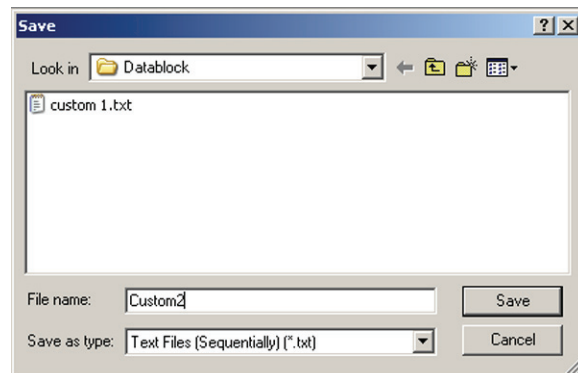 Save
Look in Datablock
custom 1.txt
File name: Custom2 Save
Save as type: Text Files (Sequentially) (*.txt) Cancel